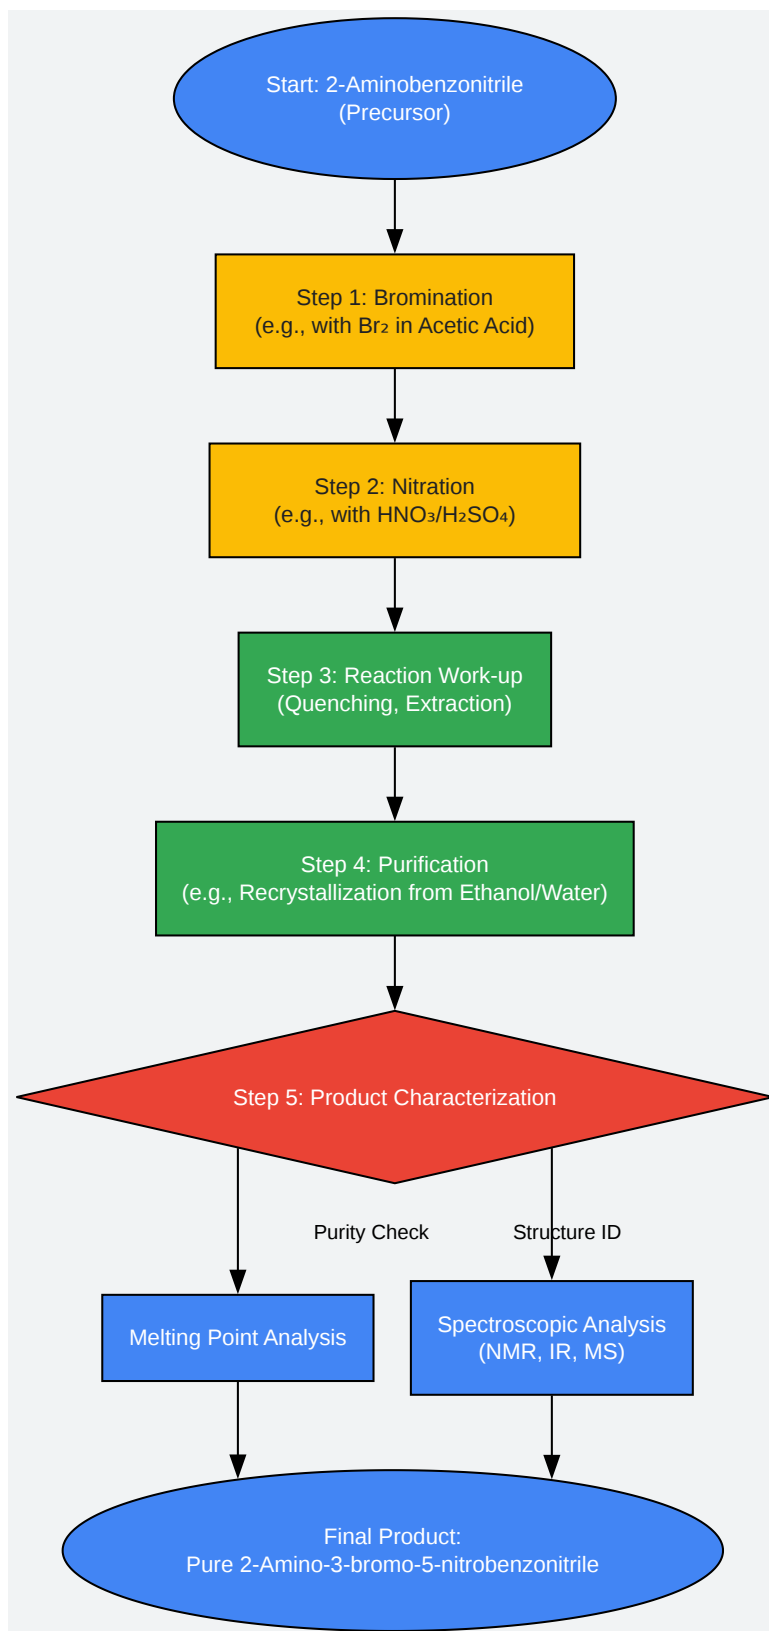 Start: 2-Aminobenzonitrile
(Precursor)
Step 1: Bromination
(e.g., with Br₂ in Acetic Acid)
Step 2: Nitration
(e.g., with HNO₃/H₂SO₄)
Step 3: Reaction Work-up
(Quenching, Extraction)
Step 4: Purification
(e.g., Recrystallization from Ethanol/Water)
Step 5: Product Characterization
Purity Check
Structure ID
Melting Point Analysis
Spectroscopic Analysis
(NMR, IR, MS)
Final Product:
Pure 2-Amino-3-bromo-5-nitrobenzonitrile